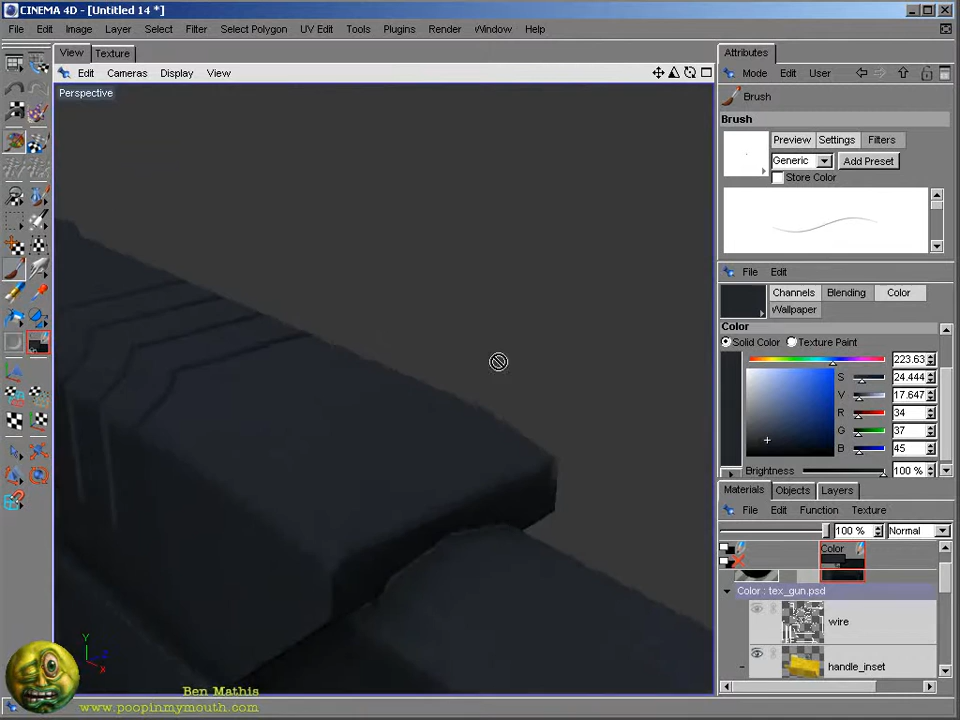 CINEMA 4D - [Untitled 14 *]
File Edit Image Layer Select Filter Select Polygon UV Edit Tools Plugins Render Window Help
View Texture
Edit Cameras Display View
Perspective
Attributes
Mode Edit User
Brush
Brush
Preview Settings Filters
Generic Add Preset
Store Color
File Edit
Channels Blending Color
Wallpaper
Color
Solid Color Texture Paint
223.63
S 24.444
V 17.647
R 34
G 37
B 45
Brightness 100 %
Materials Objects Layers
File Edit Function Texture
100 % Normal
Color
Color : tex_gun.psd
wire
handle_inset
Y
Z
X
Ben Mathis
www.poopinmymouth.com